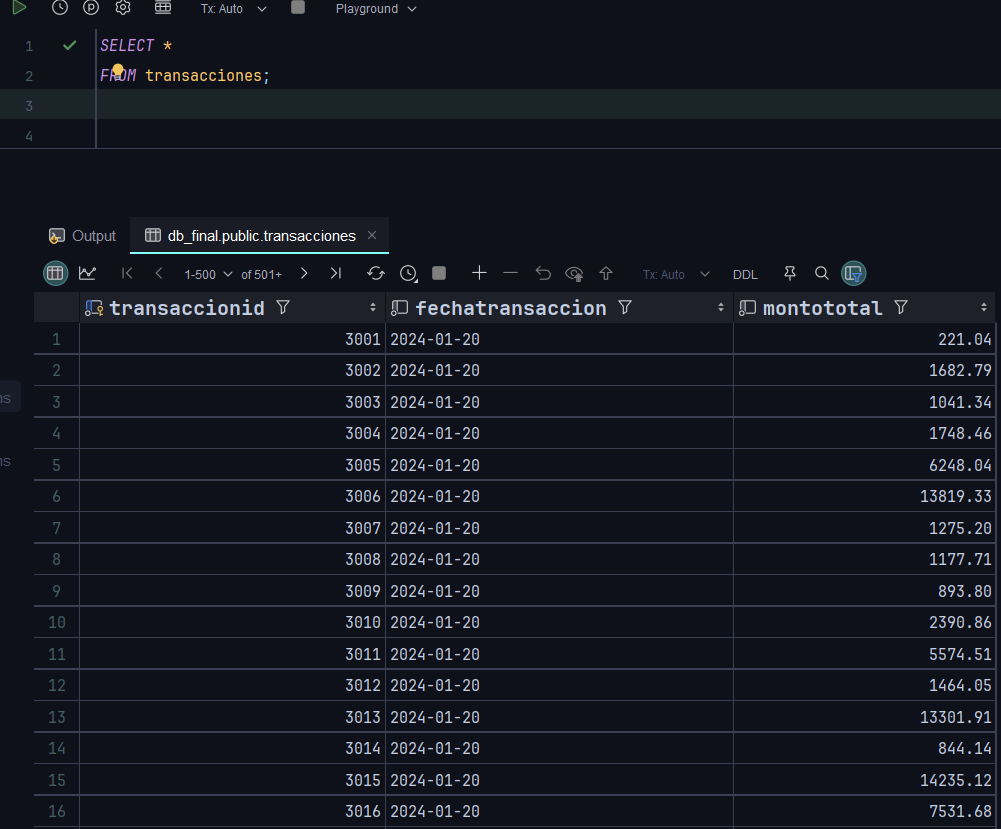 Tx: Auto Playground
1 SELECT *
2 FROM transacciones;
3
4
Output db_final.public.transacciones
1-500 of 501+ Tx: Auto DDL
transaccionid fechatransaccion montototal
1 3001 2024-01-20 221.04
2 3002 2024-01-20 1682.79
3 3003 2024-01-20 1041.34
4 3004 2024-01-20 1748.46
5 3005 2024-01-20 6248.04
6 3006 2024-01-20 13819.33
7 3007 2024-01-20 1275.20
8 3008 2024-01-20 1177.71
9 3009 2024-01-20 893.80
10 3010 2024-01-20 2390.86
11 3011 2024-01-20 5574.51
12 3012 2024-01-20 1464.05
13 3013 2024-01-20 13301.91
14 3014 2024-01-20 844.14
15 3015 2024-01-20 14235.12
16 3016 2024-01-20 7531.68